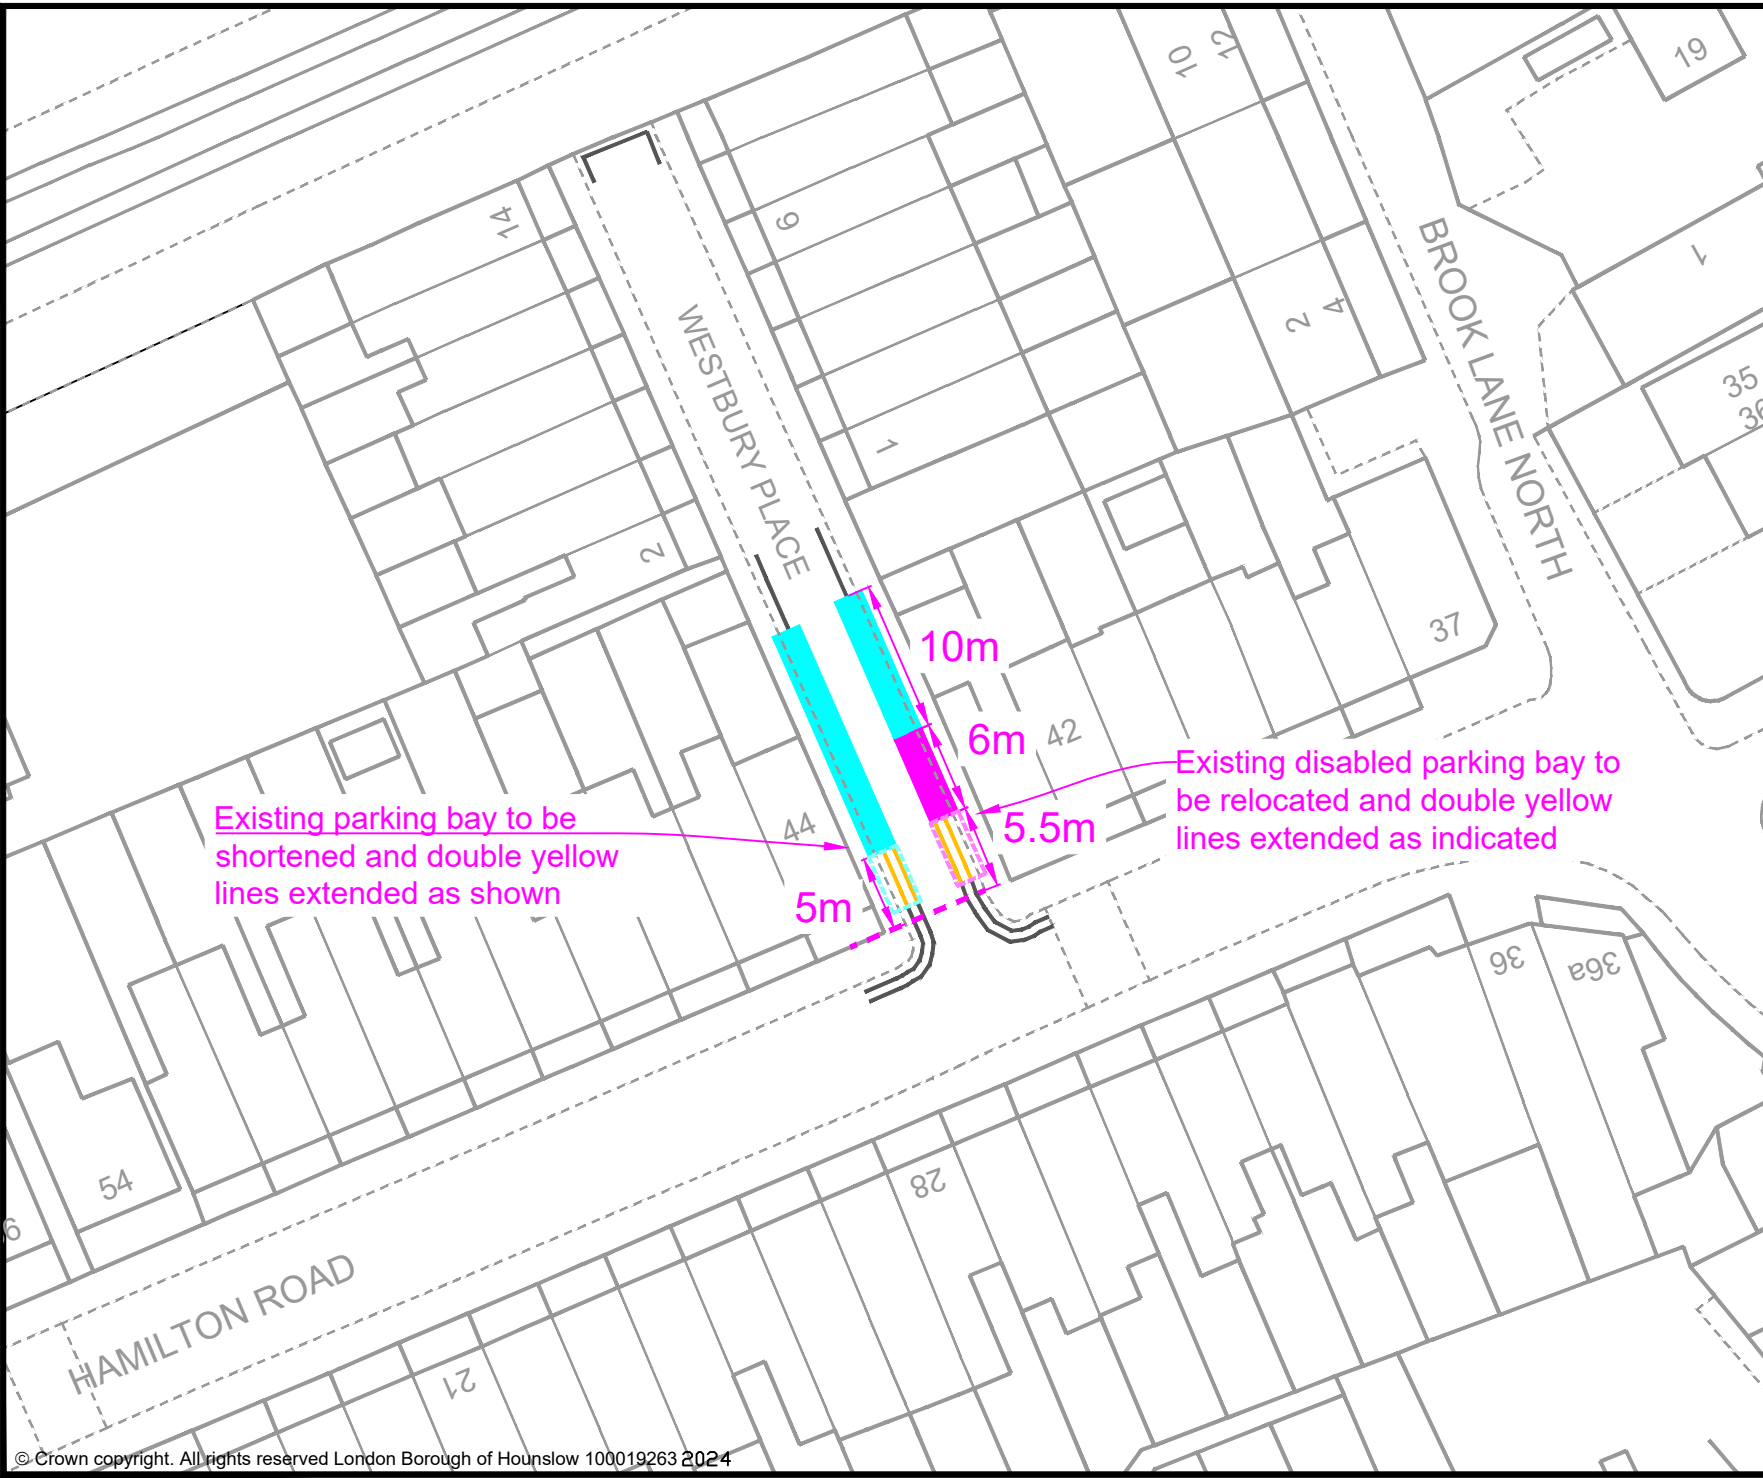 10
12
19
14
9
BROOK LANE NORTH
1
WESTBURY PLACE
2
4
35
36
1
2
37
10m
42
6m
Existing disabled parking bay to
be relocated and double yellow
lines extended as indicated
Existing parking bay to be
shortened and double yellow
lines extended as shown
44
5.5m
5m
36
36a
54
28
6
HAMILTON ROAD
21
© Crown copyright. All rights reserved London Borough of Hounslow 100019263 2024